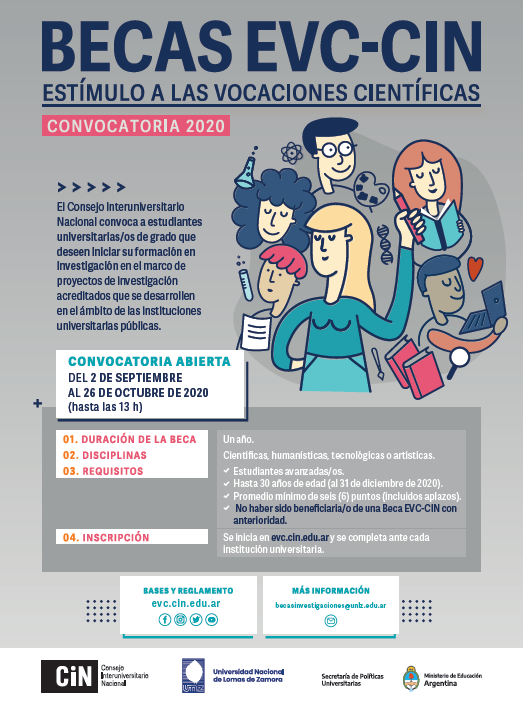 BECAS EVC-CIN
ESTÍMULO A LAS VOCACIONES CIENTÍFICAS
CONVOCATORIA 2020
El Consejo Interuniversitario
Nacional convoca a estudiantes
universitarias/os de grado que
deseen iniciar su formación en
investigación en el marco de
proyectos de investigación
acreditados que se desarrollen
en el ámbito de las instituciones
universitarias públicas.
CONVOCATORIA ABIERTA
DEL 2 DE SEPTIEMBRE
AL 26 DE OCTUBRE DE 2020
(hasta las 13 h)
01. DURACIÓN DE LA BECA
Un año.
02. DISCIPLINAS
Científicas, humanísticas, tecnológicas o artísticas.
03. REQUISITOS
Estudiantes avanzadas/os.
Hasta 30 años de edad (al 31 de diciembre de 2020).
Promedio mínimo de seis (6) puntos (incluidos aplazos).
No haber sido beneficiaria/o de una Beca EVC-CIN con
anterioridad.
04. INSCRIPCIÓN
Se inicia en evc.cin.edu.ar y se completa ante cada
institución universitaria.
BASES Y REGLAMENTO
evc.cin.edu.ar
MÁS INFORMACIÓN
becasinvestigaciones@unlz.edu.ar
CiN
Consejo
Interuniversitario
Nacional
UNLZ
Universidad Nacional
de Lomas de Zamora
Secretaría de Políticas
Universitarias
Ministerio de Educación
Argentina